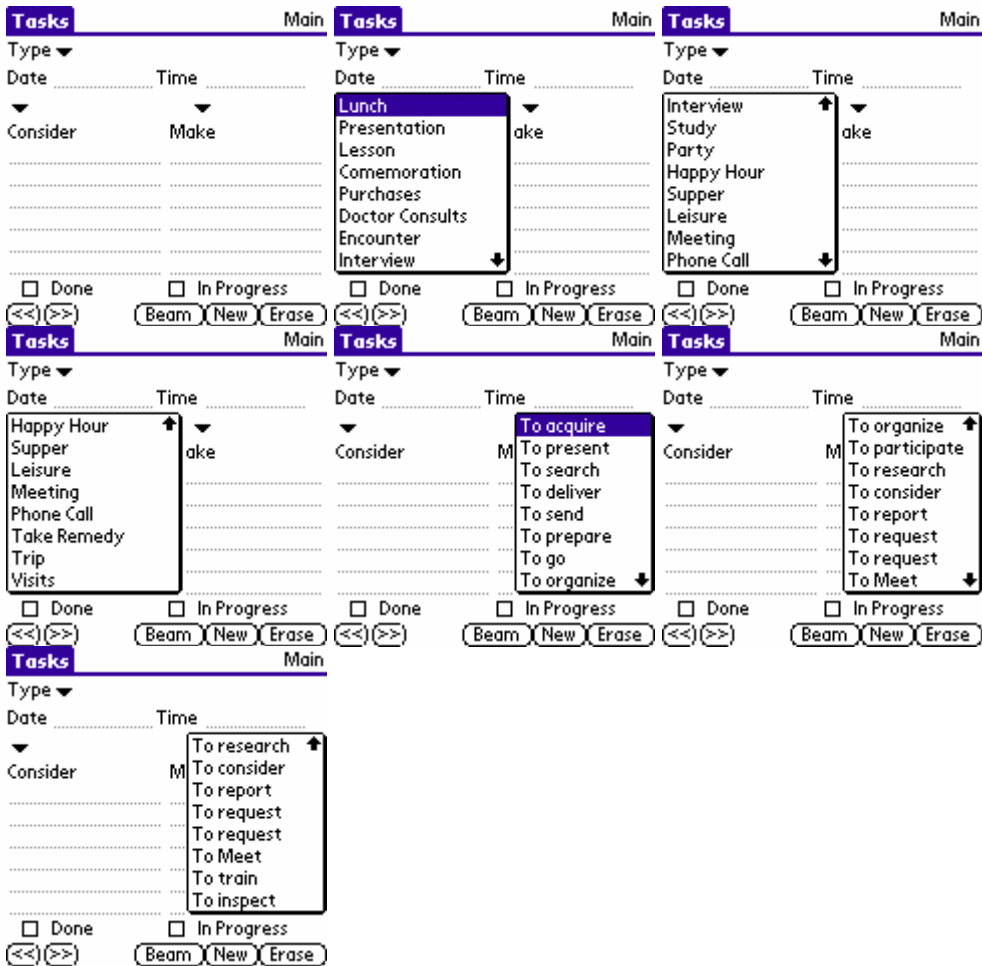 Tasks Main
Type
Date Time
Consider Make
Done In Progress
<< >> Beam New Erase
Tasks Main
Type
Date Time
Lunch
Presentation ake
Lesson
Comemoration
Purchases
Doctor Consults
Encounter
Interview
Done In Progress
<< >> Beam New Erase
Tasks Main
Type
Date Time
Interview
Study ake
Party
Happy Hour
Supper
Leisure
Meeting
Phone Call
Done In Progress
<< >> Beam New Erase
Tasks Main
Type
Date Time
Happy Hour
Supper ake
Leisure
Meeting
Phone Call
Take Remedy
Trip
Visits
Done In Progress
<< >> Beam New Erase
Tasks Main
Type
Date Time
To acquire
Consider M To present
To search
To deliver
To send
To prepare
To go
To organize
Done In Progress
<< >> Beam New Erase
Tasks Main
Type
Date Time
To organize
Consider M To participate
To research
To consider
To report
To request
To request
To Meet
Done In Progress
<< >> Beam New Erase
Tasks Main
Type
Date Time
To research
Consider M To consider
To report
To request
To request
To Meet
To train
To inspect
Done In Progress
<< >> Beam New Erase